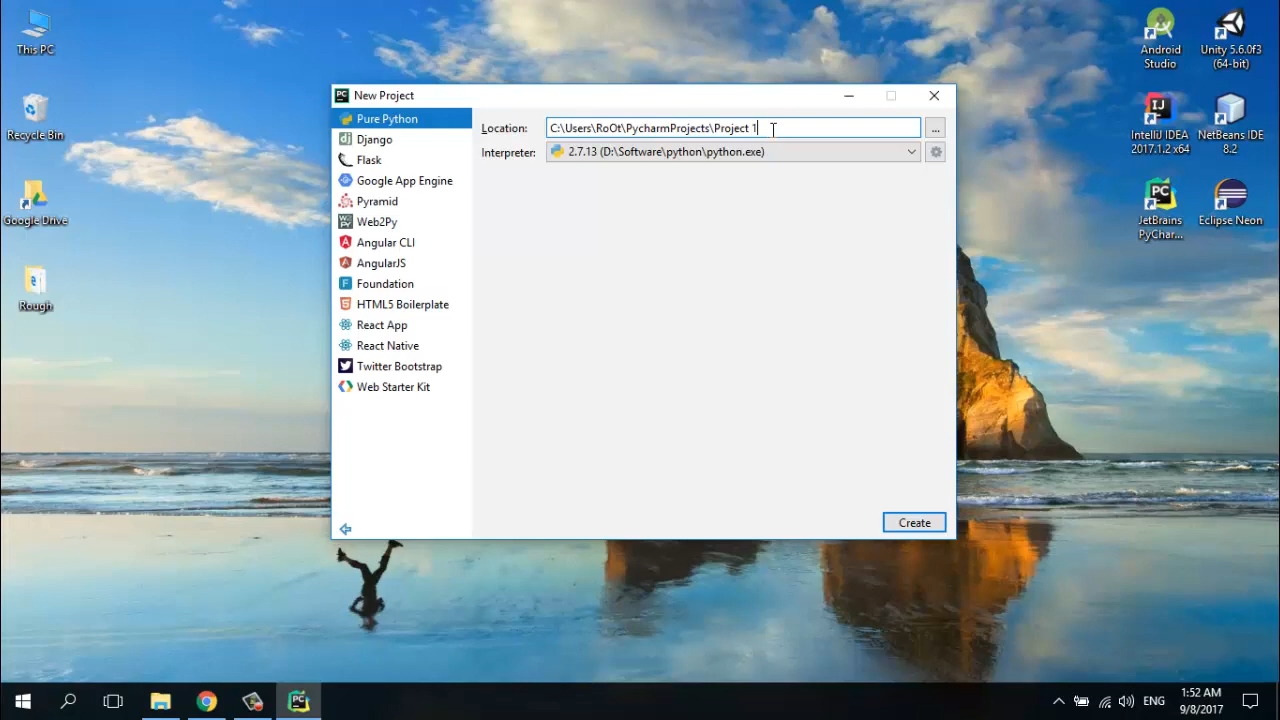 This PC
Recycle Bin
Google Drive
Rough
Android
Studio
Unity 5.6.0f3
(64-bit)
IntelliJ IDEA
2017.1.2 x64
NetBeans IDE
8.2
JetBrains
PyChar...
Eclipse Neon
PC
New Project
Pure Python
Django
Flask
Google App Engine
Pyramid
Web2Py
Angular CLI
AngularJS
Foundation
HTML5 Boilerplate
React App
React Native
Twitter Bootstrap
Web Starter Kit
Location:
C:\Users\RoOt\PycharmProjects\Project 1
...
Interpreter:
2.7.13 (D:\Software\python\python.exe)
Create
PC
ENG
1:52 AM
9/8/2017